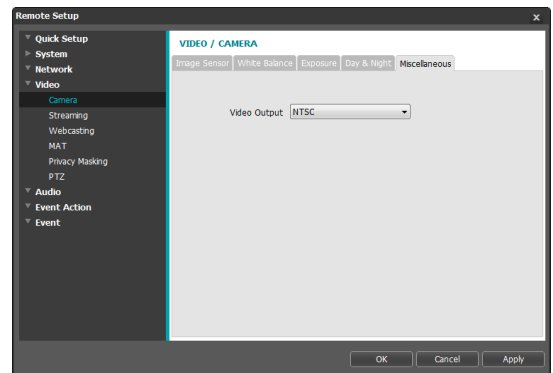 Remote Setup
x
Quick Setup
System
Network
Video
Camera
Streaming
Webcasting
MAT
Privacy Masking
PTZ
Audio
Event Action
Event
VIDEO / CAMERA
Image Sensor White Balance Exposure Day & Night Miscellaneous
Video Output NTSC
OK Cancel Apply